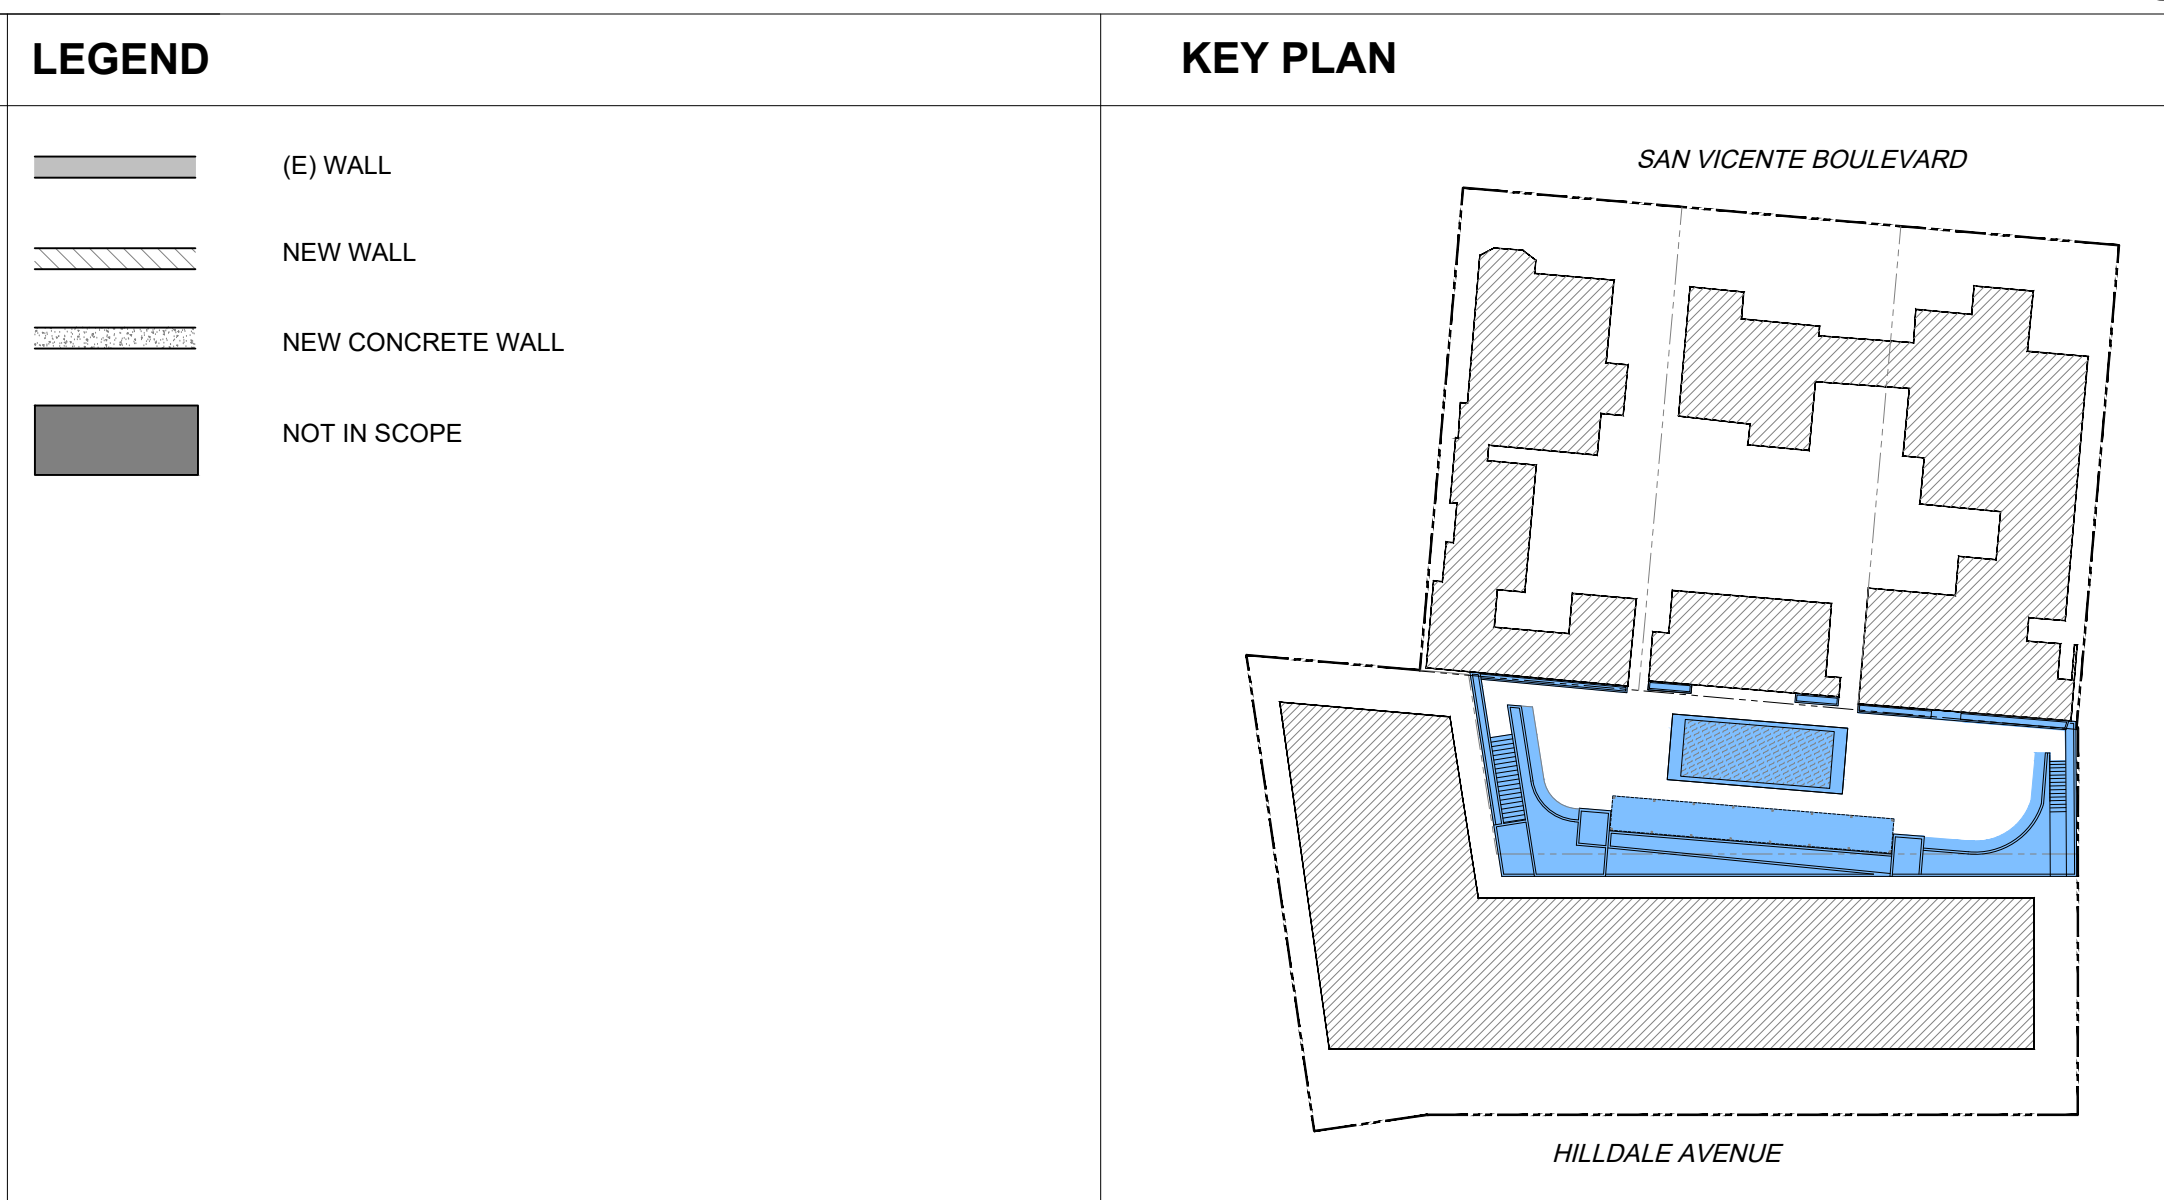 LEGEND
(E) WALL
NEW WALL
NEW CONCRETE WALL
NOT IN SCOPE
KEY PLAN
SAN VICENTE BOULEVARD
HILLDALE AVENUE